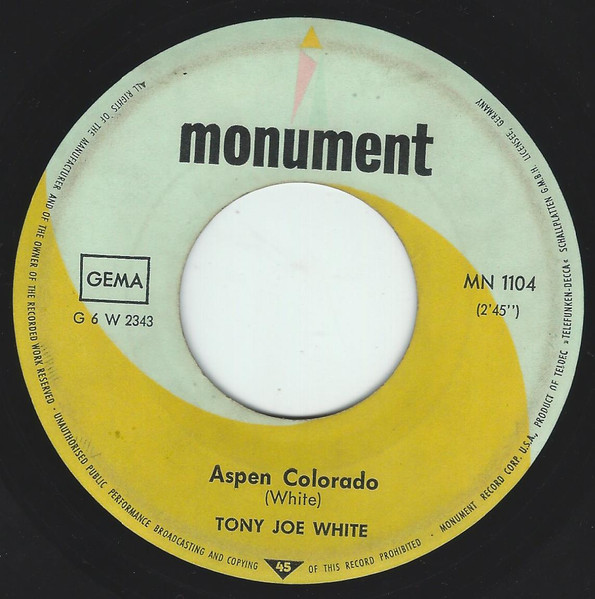 monument
GEMA
G 6 W 2343
MN 1104
(2'45'')
Aspen Colorado
(White)
TONY JOE WHITE
ALL RIGHTS OF THE MANUFACTURER AND OF THE OWNER OF THE RECORDED WORK RESERVED - UNAUTHORISED PUBLIC PERFORMANCE BROADCASTING AND COPYING 45 OF THIS RECORD PROHIBITED - MONUMENT RECORD CORP. U.S.A., PRODUCT OF TELDEC »TELEFUNKEN-DECCA« SCHALLPLATTEN G.M.B.H. LICENSEE, GERMANY